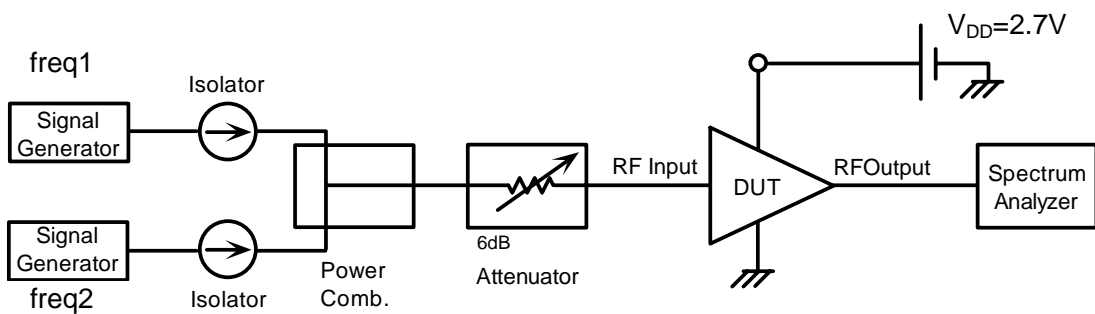 freq1
Isolator
Signal
Generator
V_DD=2.7V
RF Input
DUT
RFOutput
Spectrum
Analyzer
Signal
Generator
freq2
Isolator
Power
Comb.
6dB
Attenuator